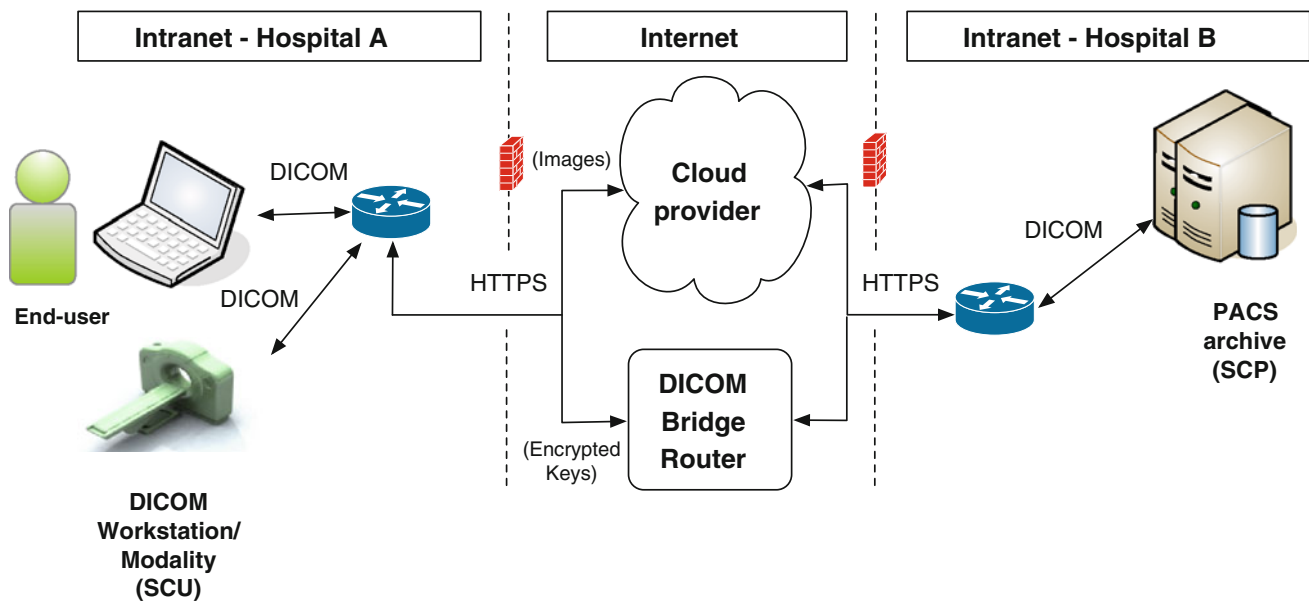 Intranet - Hospital A
Internet
Intranet - Hospital B
(Images)
Cloud
provider
DICOM
DICOM
DICOM
HTTPS
HTTPS
End-user
PACS
archive
(SCP)
DICOM
Bridge
Router
(Encrypted
Keys)
DICOM
Workstation/
Modality
(SCU)